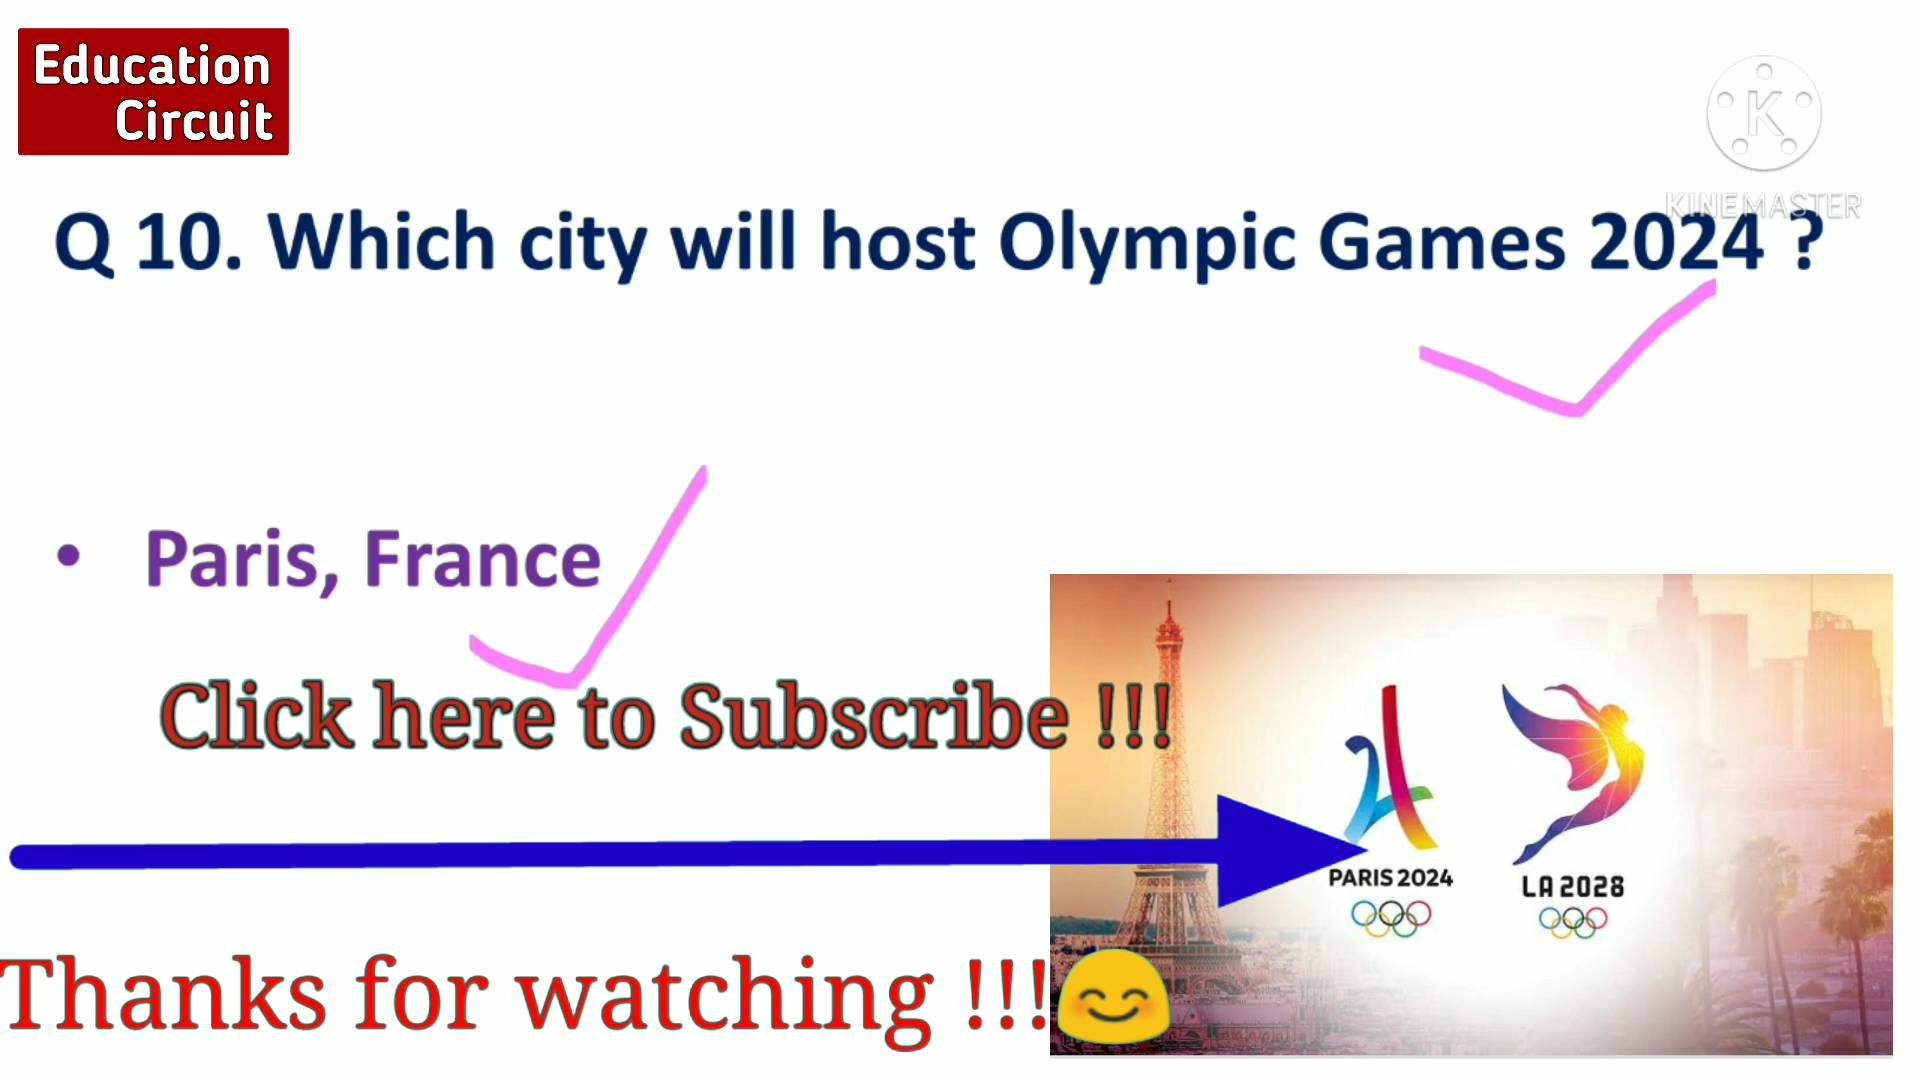 Education
Circuit
K
KINEMASTER
Q 10. Which city will host Olympic Games 2024 ?
• Paris, France
Click here to Subscribe !!!
PARIS 2024
LA 2028
Thanks for watching !!!😊